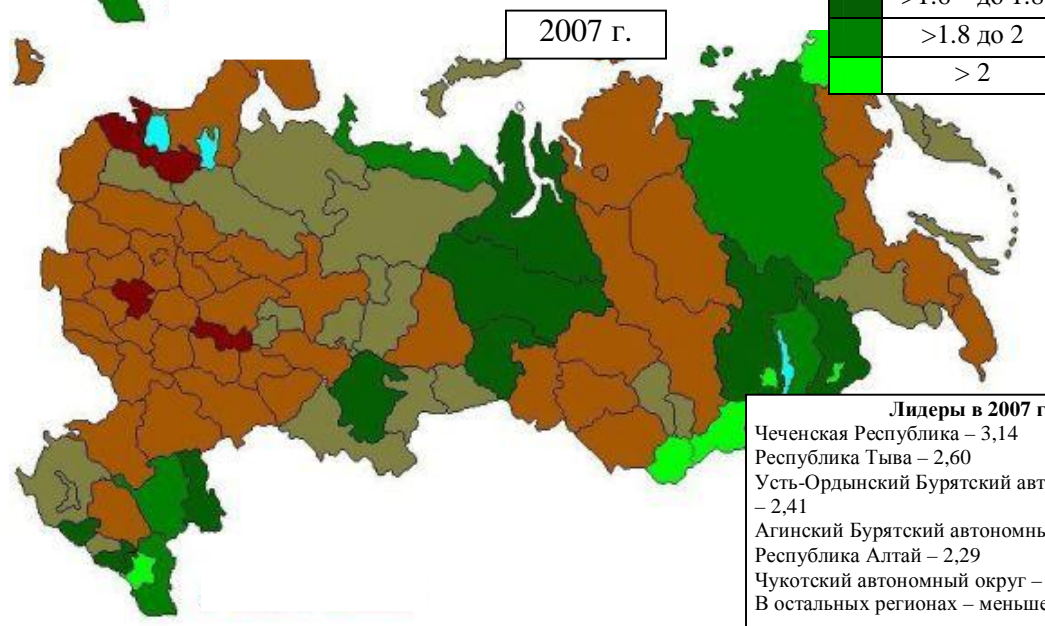 >1.6 до 1.8
>1.8 до 2
> 2
2007 г.
Лидеры в 2007 г
Чеченская Республика – 3,14
Республика Тыва – 2,60
Усть-Ордынский Бурятский авт
– 2,41
Агинский Бурятский автономны
Республика Алтай – 2,29
Чукотский автономный округ –
В остальных регионах – меньше